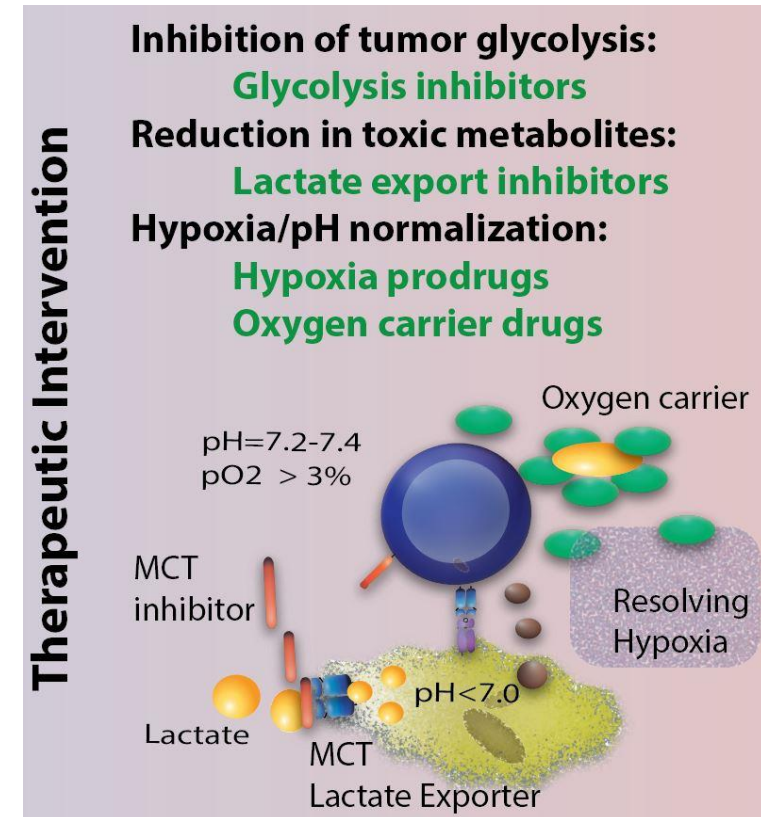 Therapeutic Intervention
Inhibition of tumor glycolysis:
Glycolysis inhibitors
Reduction in toxic metabolites:
Lactate export inhibitors
Hypoxia/pH normalization:
Hypoxia prodrugs
Oxygen carrier drugs
Oxygen carrier
pH=7.2-7.4
pO2 > 3%
MCT
inhibitor
Resolving
Hypoxia
pH<7.0
Lactate
MCT
Lactate Exporter